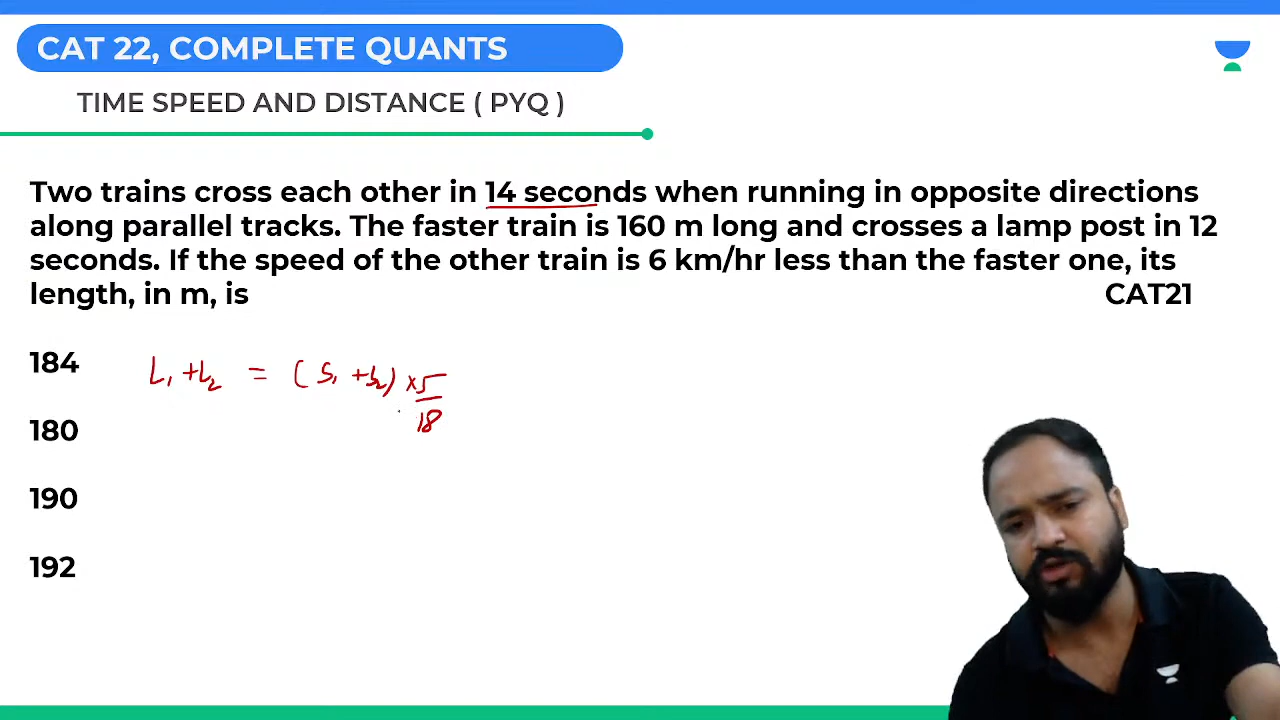 CAT 22, COMPLETE QUANTS
TIME SPEED AND DISTANCE ( PYQ )
Two trains cross each other in 14 seconds when running in opposite directions
along parallel tracks. The faster train is 160 m long and crosses a lamp post in 12
seconds. If the speed of the other train is 6 km/hr less than the faster one, its
length, in m, is CAT21
184
L₁ + L₂ = (S₁ + S₂) × 5/18
180
190
192